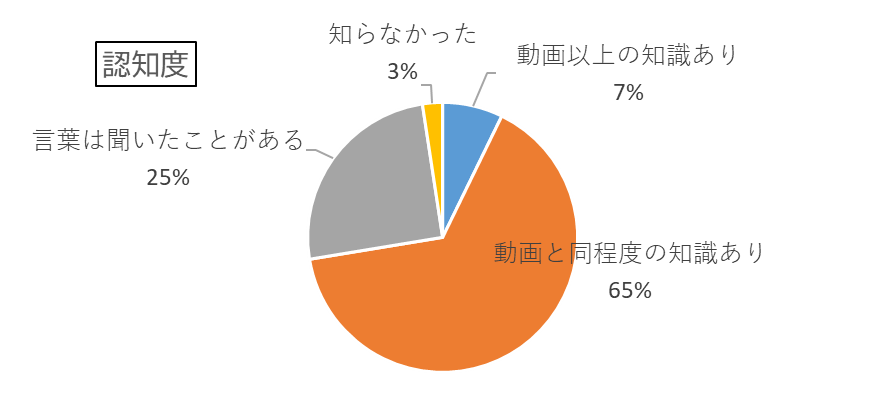 認知度
知らなかった
3%
動画以上の知識あり
7%
言葉は聞いたことがある
25%
動画と同程度の知識あり
65%